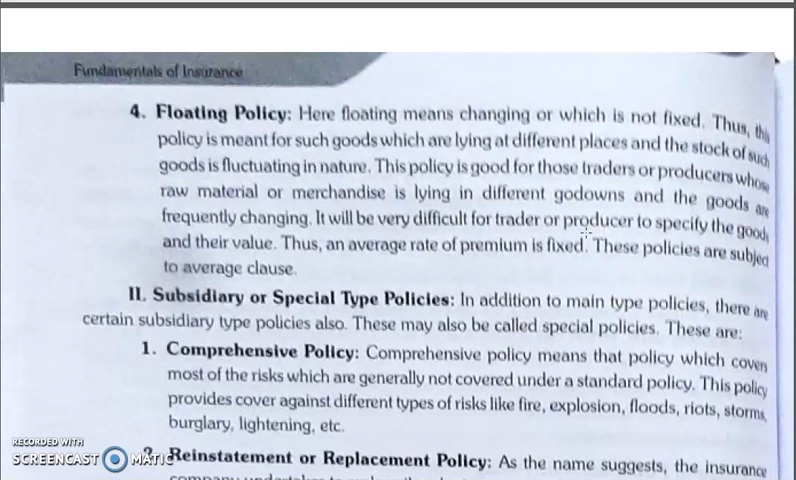 Fundamentals of Insurance
4. Floating Policy: Here floating means changing or which is not fixed. Thus, this
policy is meant for such goods which are lying at different places and the stock of such
goods is fluctuating in nature. This policy is good for those traders or producers whose
raw material or merchandise is lying in different godowns and the goods are
frequently changing. It will be very difficult for trader or producer to specify the goods
and their value. Thus, an average rate of premium is fixed. These policies are subject
to average clause.
II. Subsidiary or Special Type Policies: In addition to main type policies, there are
certain subsidiary type policies also. These may also be called special policies. These are:
1. Comprehensive Policy: Comprehensive policy means that policy which covers
most of the risks which are generally not covered under a standard policy. This policy
provides cover against different types of risks like fire, explosion, floods, riots, storms,
burglary, lightening, etc.
2. Reinstatement or Replacement Policy: As the name suggests, the insurance
RECORDED WITH
SCREENCAST MATIC